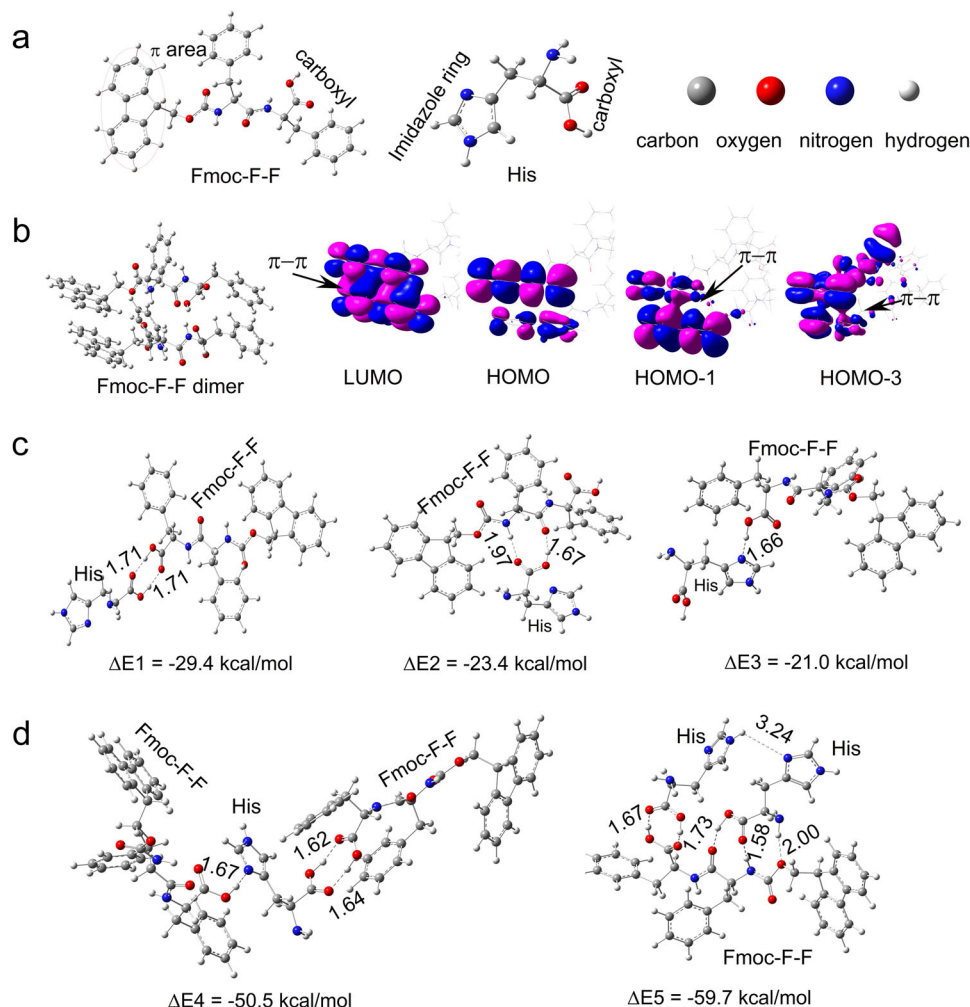 a
π area
carboxyl
Fmoc-F-F
Imidazole ring
carboxyl
His
carbon oxygen nitrogen hydrogen
b
Fmoc-F-F dimer
π–π
LUMO
HOMO
π–π
HOMO-1
π–π
HOMO-3
c
Fmoc-F-F
His
1.71
1.71
ΔE1 = -29.4 kcal/mol
Fmoc-F-F
1.97
1.67
His
ΔE2 = -23.4 kcal/mol
Fmoc-F-F
1.66
His
ΔE3 = -21.0 kcal/mol
d
Fmoc-F-F
His
Fmoc-F-F
1.67
1.62
1.64
ΔE4 = -50.5 kcal/mol
His
3.24
His
1.67
1.73
1.58
2.00
Fmoc-F-F
ΔE5 = -59.7 kcal/mol